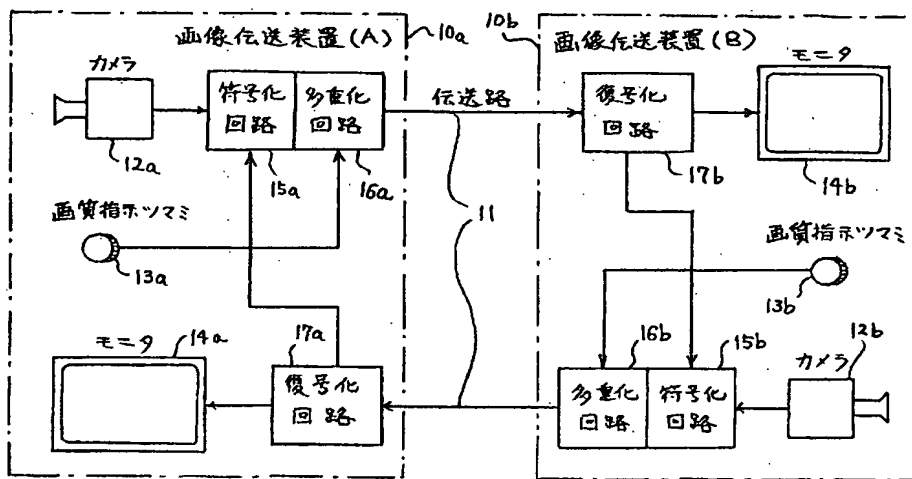 画像伝送装置(A)
10a
10b
画像伝送装置(B)
カメラ
12a
符号化
回路
15a
多重化
回路
16a
伝送路
11
復号化
回路
17b
モニタ
14b
画質指示ツマミ
13a
画質指示ツマミ
13b
モニタ
14a
17a
復号化
回路
16b
多重化
回路
15b
符号化
回路
カメラ
12b